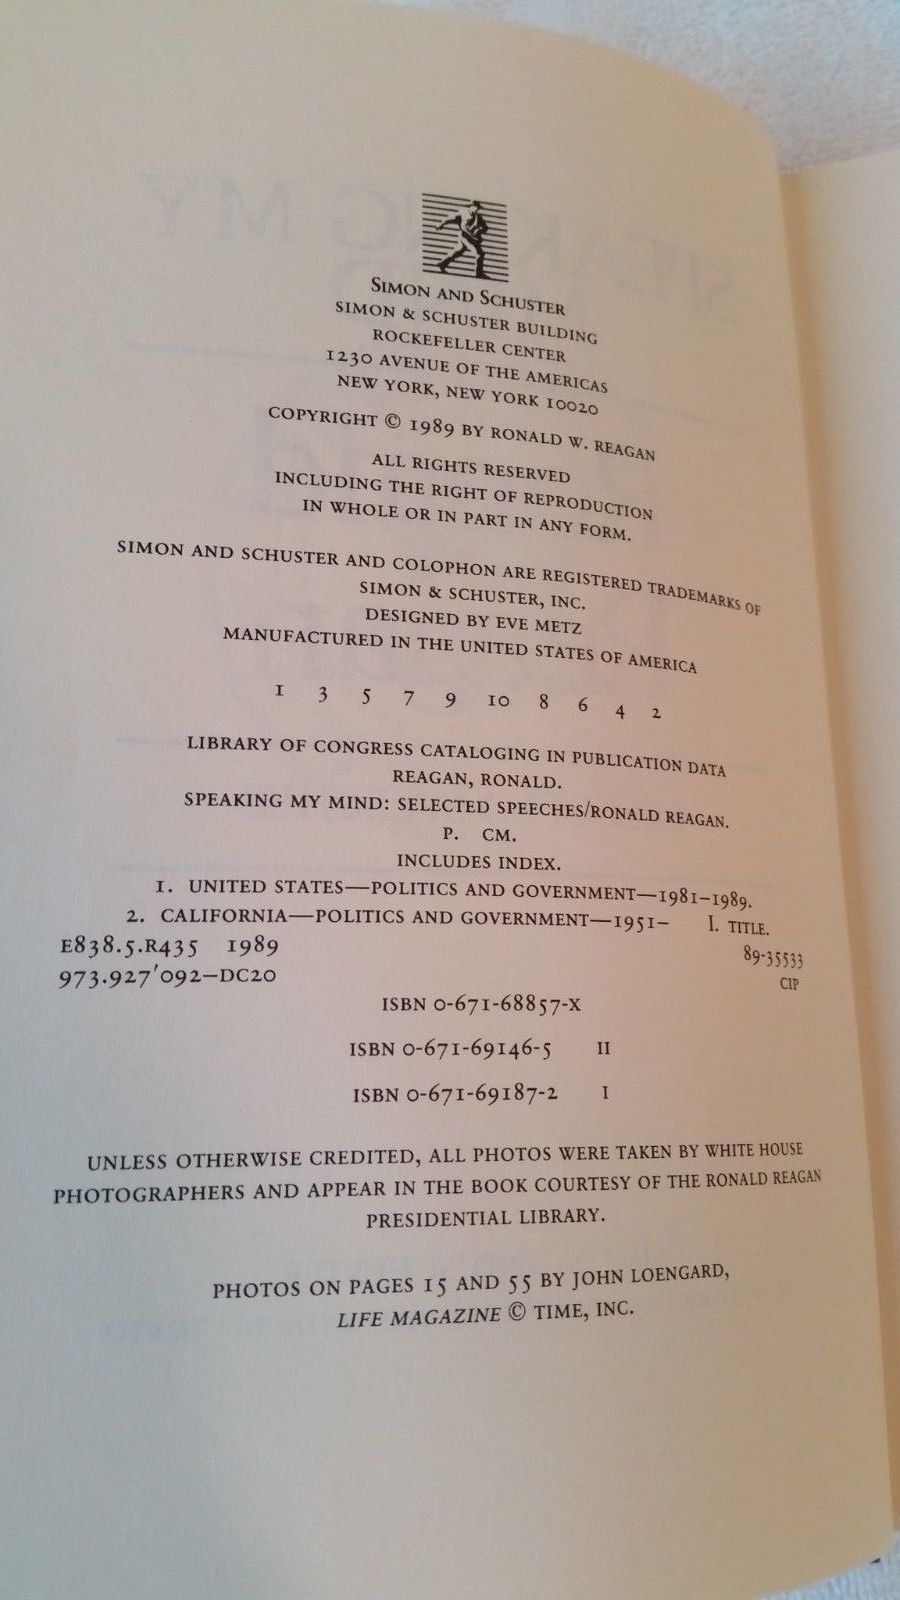 SIMON AND SCHUSTER
SIMON & SCHUSTER BUILDING
ROCKEFELLER CENTER
1230 AVENUE OF THE AMERICAS
NEW YORK, NEW YORK 10020
COPYRIGHT © 1989 BY RONALD W. REAGAN
ALL RIGHTS RESERVED
INCLUDING THE RIGHT OF REPRODUCTION
IN WHOLE OR IN PART IN ANY FORM.
SIMON AND SCHUSTER AND COLOPHON ARE REGISTERED TRADEMARKS OF
SIMON & SCHUSTER, INC.
DESIGNED BY EVE METZ
MANUFACTURED IN THE UNITED STATES OF AMERICA
1 3 5 7 9 10 8 6 4 2
LIBRARY OF CONGRESS CATALOGING IN PUBLICATION DATA
REAGAN, RONALD.
SPEAKING MY MIND: SELECTED SPEECHES/RONALD REAGAN.
P. CM.
INCLUDES INDEX.
1. UNITED STATES—POLITICS AND GOVERNMENT—1981–1989.
2. CALIFORNIA—POLITICS AND GOVERNMENT—1951– I. TITLE.
E838.5.R435 1989 89-35533
973.927'092—DC20 CIP
ISBN 0-671-68857-X
ISBN 0-671-69146-5 II
ISBN 0-671-69187-2 I
UNLESS OTHERWISE CREDITED, ALL PHOTOS WERE TAKEN BY WHITE HOUSE
PHOTOGRAPHERS AND APPEAR IN THE BOOK COURTESY OF THE RONALD REAGAN
PRESIDENTIAL LIBRARY.
PHOTOS ON PAGES 15 AND 55 BY JOHN LOENGARD,
LIFE MAGAZINE © TIME, INC.